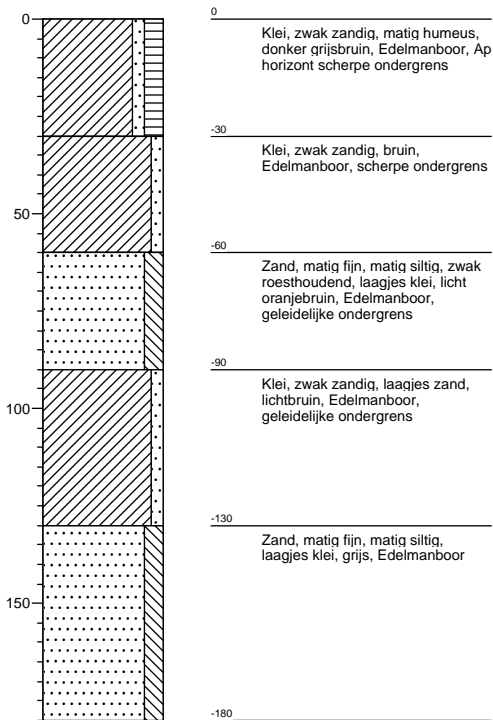 0
0
Klei, zwak zandig, matig humeus,
donker grijsbruin, Edelmanboor, Ap
horizont scherpe ondergrens
-30
Klei, zwak zandig, bruin,
Edelmanboor, scherpe ondergrens
50
-60
Zand, matig fijn, matig siltig, zwak
roesthoudend, laagjes klei, licht
oranjebruin, Edelmanboor,
geleidelijke ondergrens
-90
Klei, zwak zandig, laagjes zand,
lichtbruin, Edelmanboor,
geleidelijke ondergrens
100
-130
Zand, matig fijn, matig siltig,
laagjes klei, grijs, Edelmanboor
150
-180